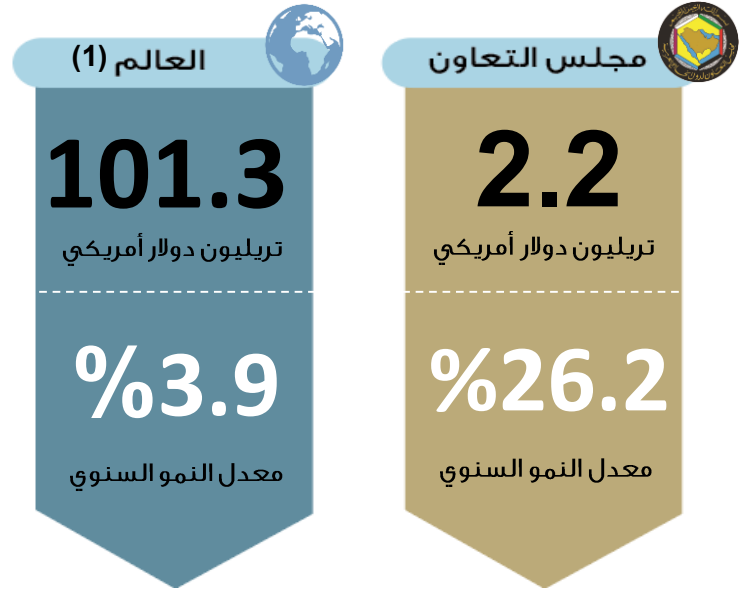 مجلس التعاون
2.2
تريليون دولار أمريكي
%26.2
معدل النمو السنوي
العالم (1)
101.3
تريليون دولار أمريكي
%3.9
معدل النمو السنوي